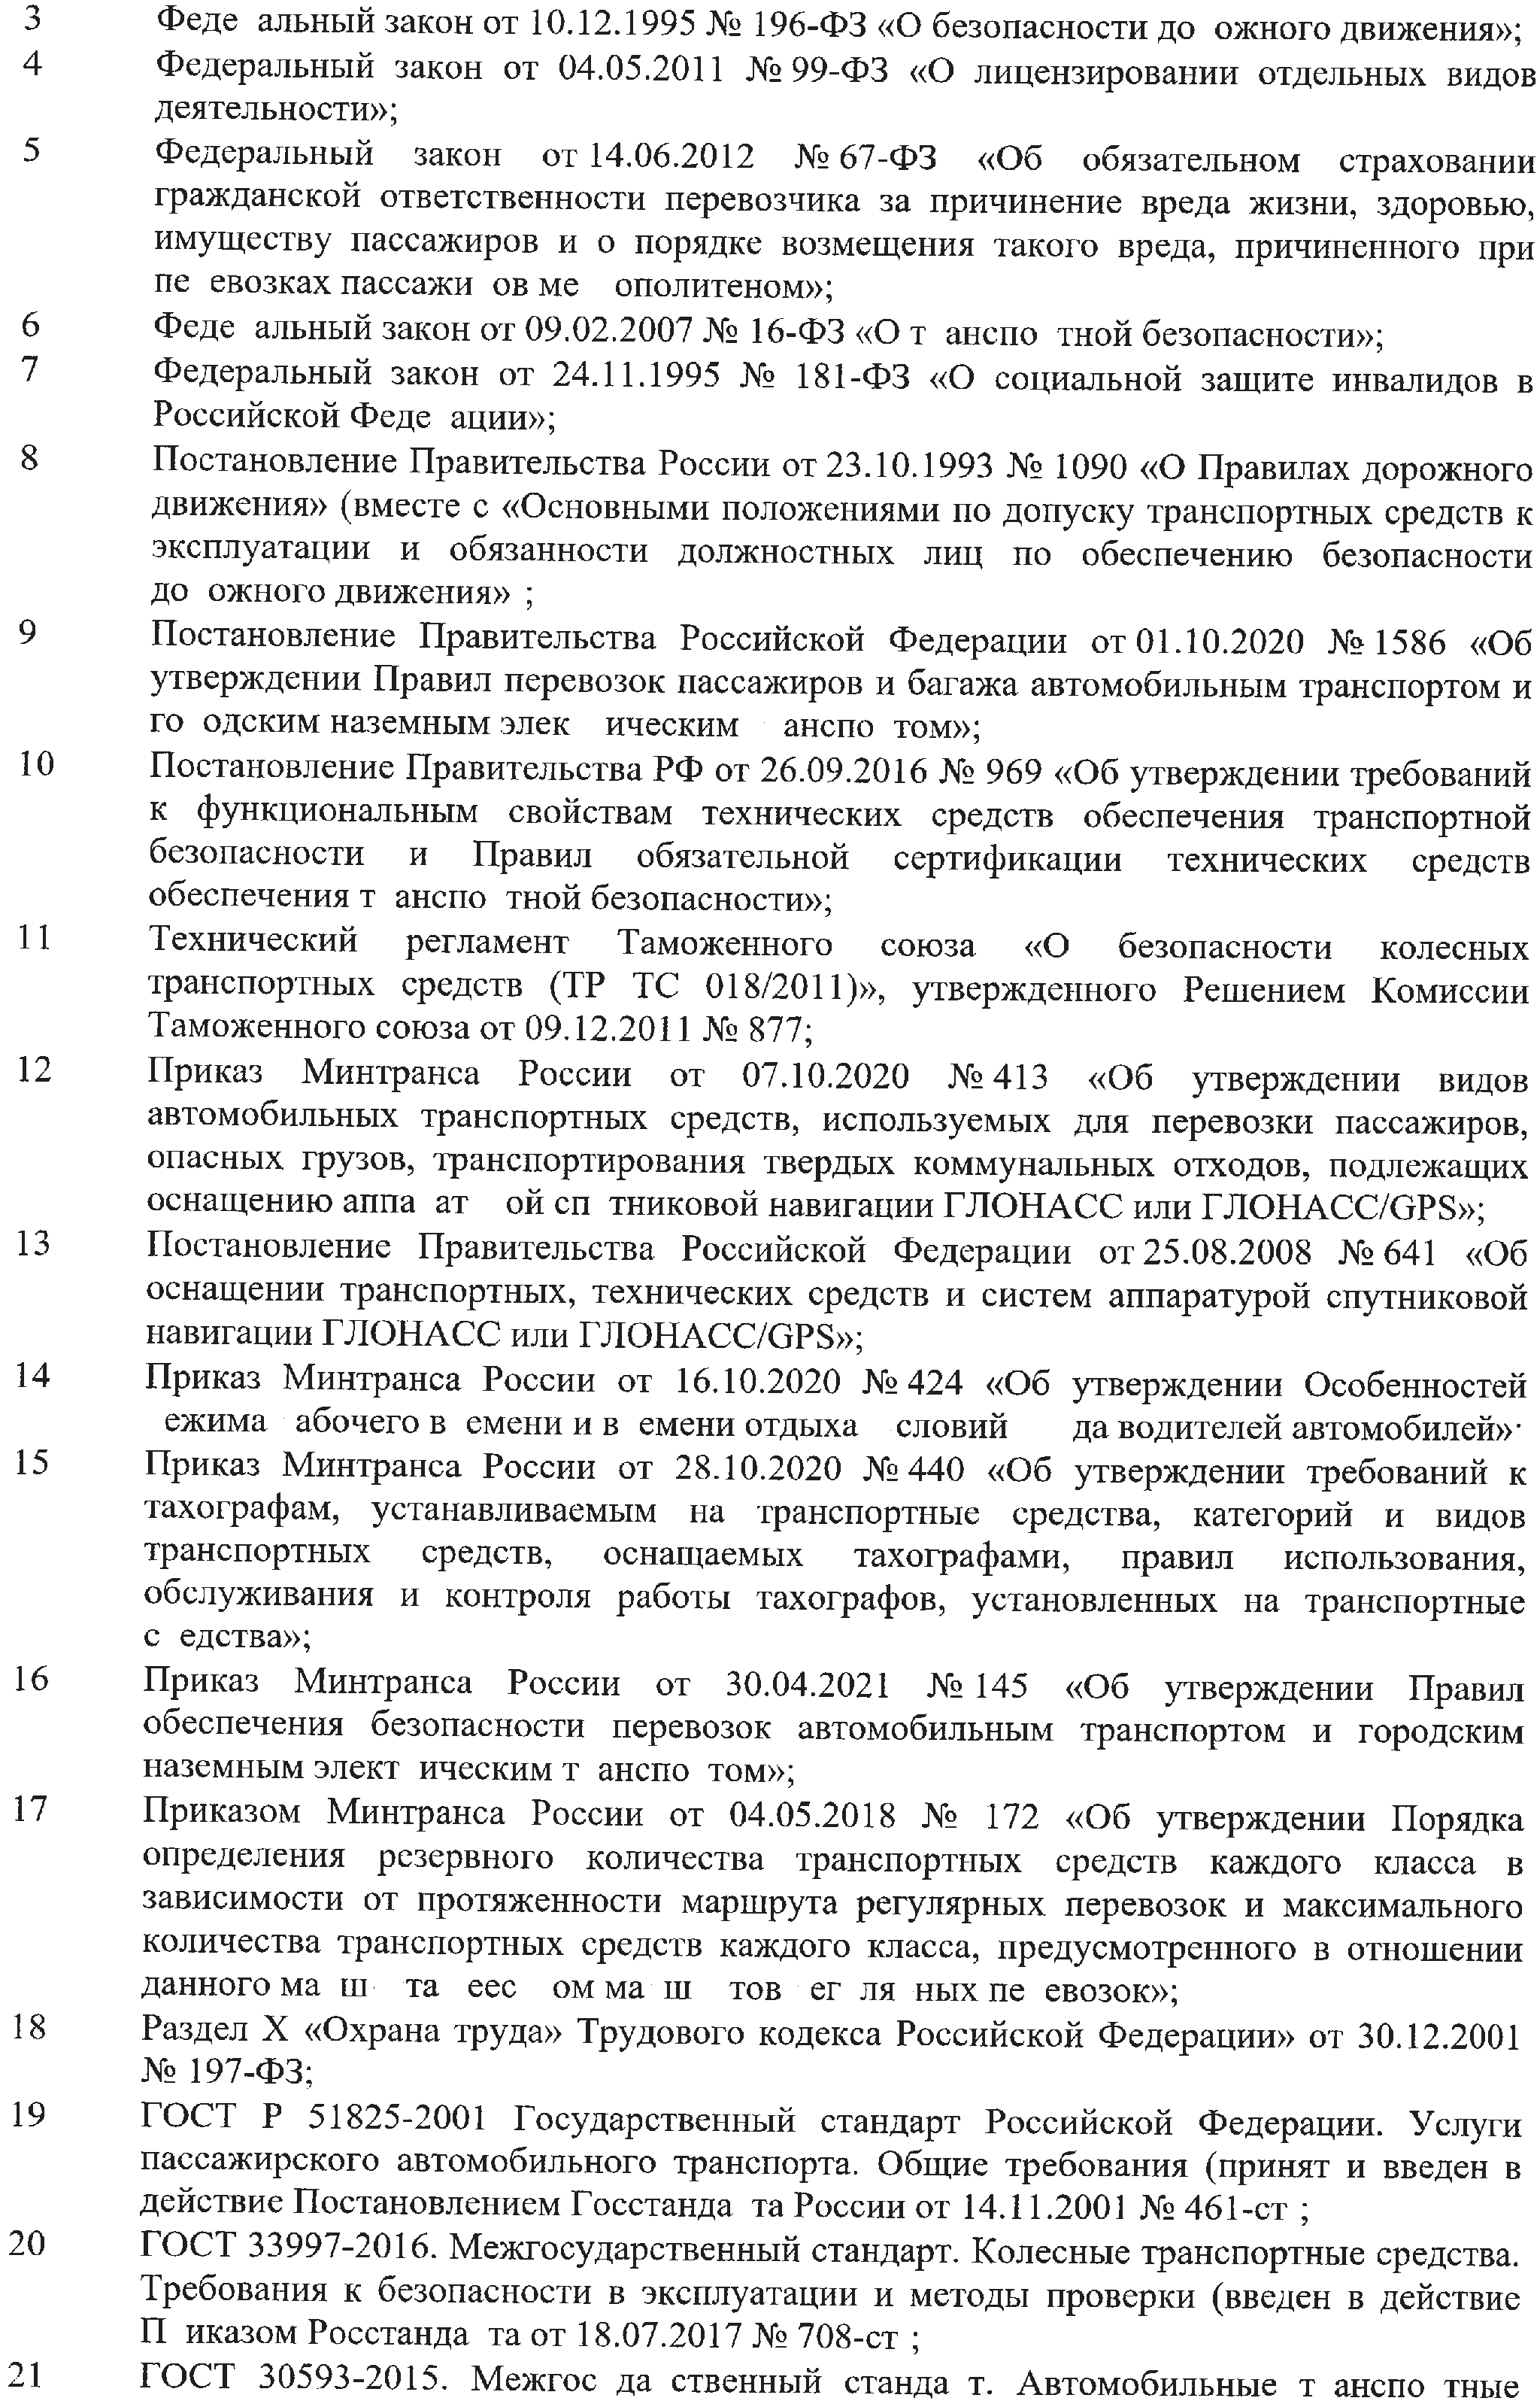 3 Феде альный закон от 10.12.1995 № 196-ФЗ «О безопасности до ожного движения»;
4 Федеральный закон от 04.05.2011 № 99-ФЗ «О лицензировании отдельных видов
деятельности»;
5 Федеральный закон от 14.06.2012 № 67-ФЗ «Об обязательном страховании
гражданской ответственности перевозчика за причинение вреда жизни, здоровью,
имуществу пассажиров и о порядке возмещения такого вреда, причиненного при
пе евозках пассажи ов ме ополитеном»;
6 Феде альный закон от 09.02.2007 № 16-ФЗ «О т анспо тной безопасности»;
7 Федеральный закон от 24.11.1995 № 181-ФЗ «О социальной защите инвалидов в
Российской Феде ации»;
8 Постановление Правительства России от 23.10.1993 № 1090 «О Правилах дорожного
движения» (вместе с «Основными положениями по допуску транспортных средств к
эксплуатации и обязанности должностных лиц по обеспечению безопасности
до ожного движения» ;
9 Постановление Правительства Российской Федерации от 01.10.2020 № 1586 «Об
утверждении Правил перевозок пассажиров и багажа автомобильным транспортом и
го одским наземным элек ическим анспо том»;
10 Постановление Правительства РФ от 26.09.2016 № 969 «Об утверждении требований
к функциональным свойствам технических средств обеспечения транспортной
безопасности и Правил обязательной сертификации технических средств
обеспечения т анспо тной безопасности»;
11 Технический регламент Таможенного союза «О безопасности колесных
транспортных средств (ТР ТС 018/2011)», утвержденного Решением Комиссии
Таможенного союза от 09.12.2011 № 877;
12 Приказ Минтранса России от 07.10.2020 № 413 «Об утверждении видов
автомобильных транспортных средств, используемых для перевозки пассажиров,
опасных грузов, транспортирования твердых коммунальных отходов, подлежащих
оснащению аппа ат ой сп тниковой навигации ГЛОНАСС или ГЛОНАСС/GPS»;
13 Постановление Правительства Российской Федерации от 25.08.2008 № 641 «Об
оснащении транспортных, технических средств и систем аппаратурой спутниковой
навигации ГЛОНАСС или ГЛОНАСС/GPS»;
14 Приказ Минтранса России от 16.10.2020 № 424 «Об утверждении Особенностей
ежима абочего в емени и в емени отдыха словий да водителей автомобилей»·
15 Приказ Минтранса России от 28.10.2020 № 440 «Об утверждении требований к
тахографам, устанавливаемым на транспортные средства, категорий и видов
транспортных средств, оснащаемых тахографами, правил использования,
обслуживания и контроля работы тахографов, установленных на транспортные
с едства»;
16 Приказ Минтранса России от 30.04.2021 № 145 «Об утверждении Правил
обеспечения безопасности перевозок автомобильным транспортом и городским
наземным элект ическим т анспо том»;
17 Приказом Минтранса России от 04.05.2018 № 172 «Об утверждении Порядка
определения резервного количества транспортных средств каждого класса в
зависимости от протяженности маршрута регулярных перевозок и максимального
количества транспортных средств каждого класса, предусмотренного в отношении
данного ма ш та еес ом ма ш тов ег ля ных пе евозок»;
18 Раздел X «Охрана труда» Трудового кодекса Российской Федерации» от 30.12.2001
№ 197-ФЗ;
19 ГОСТ Р 51825-2001 Государственный стандарт Российской Федерации. Услуги
пассажирского автомобильного транспорта. Общие требования (принят и введен в
действие Постановлением Госстанда та России от 14.11.2001 № 461-ст ;
20 ГОСТ 33997-2016. Межгосударственный стандарт. Колесные транспортные средства.
Требования к безопасности в эксплуатации и методы проверки (введен в действие
П иказом Росстанда та от 18.07.2017 № 708-ст ;
21 ГОСТ 30593-2015. Межгос да ственный станда т. Автомобильные т анспо тные